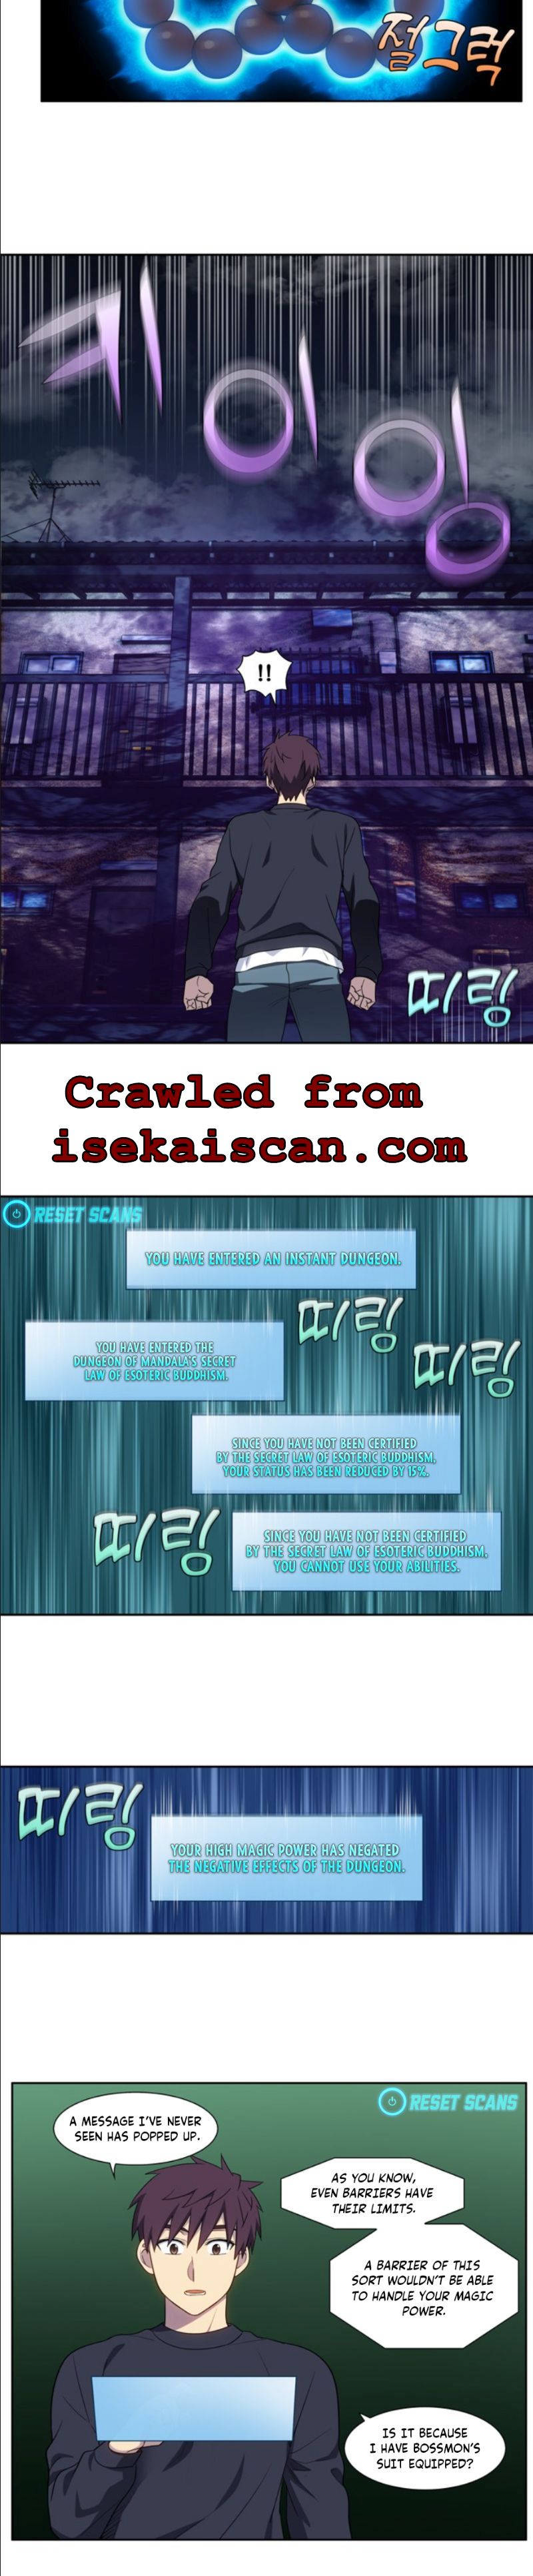 절그럭
키이잉
!!
띠링
Crawled from
isekaiscan.com
RESET SCANS
YOU HAVE ENTERED AN INSTANT DUNGEON.
띠링
YOU HAVE ENTERED THE
DUNGEON OF MANDALA'S SECRET
LAW OF ESOTERIC BUDDHISM.
띠링
SINCE YOU HAVE NOT BEEN CERTIFIED
BY THE SECRET LAW OF ESOTERIC BUDDHISM,
YOUR STATUS HAS BEEN REDUCED BY 15%.
띠링
SINCE YOU HAVE NOT BEEN CERTIFIED
BY THE SECRET LAW OF ESOTERIC BUDDHISM,
YOU CANNOT USE YOUR ABILITIES.
띠링
YOUR HIGH MAGIC POWER HAS NEGATED
THE NEGATIVE EFFECTS OF THE DUNGEON.
RESET SCANS
A MESSAGE I'VE NEVER
SEEN HAS POPPED UP.
AS YOU KNOW,
EVEN BARRIERS HAVE
THEIR LIMITS.
A BARRIER OF THIS
SORT WOULDN'T BE ABLE
TO HANDLE YOUR MAGIC
POWER.
IS IT BECAUSE
I HAVE BOSSMON'S
SUIT EQUIPPED?